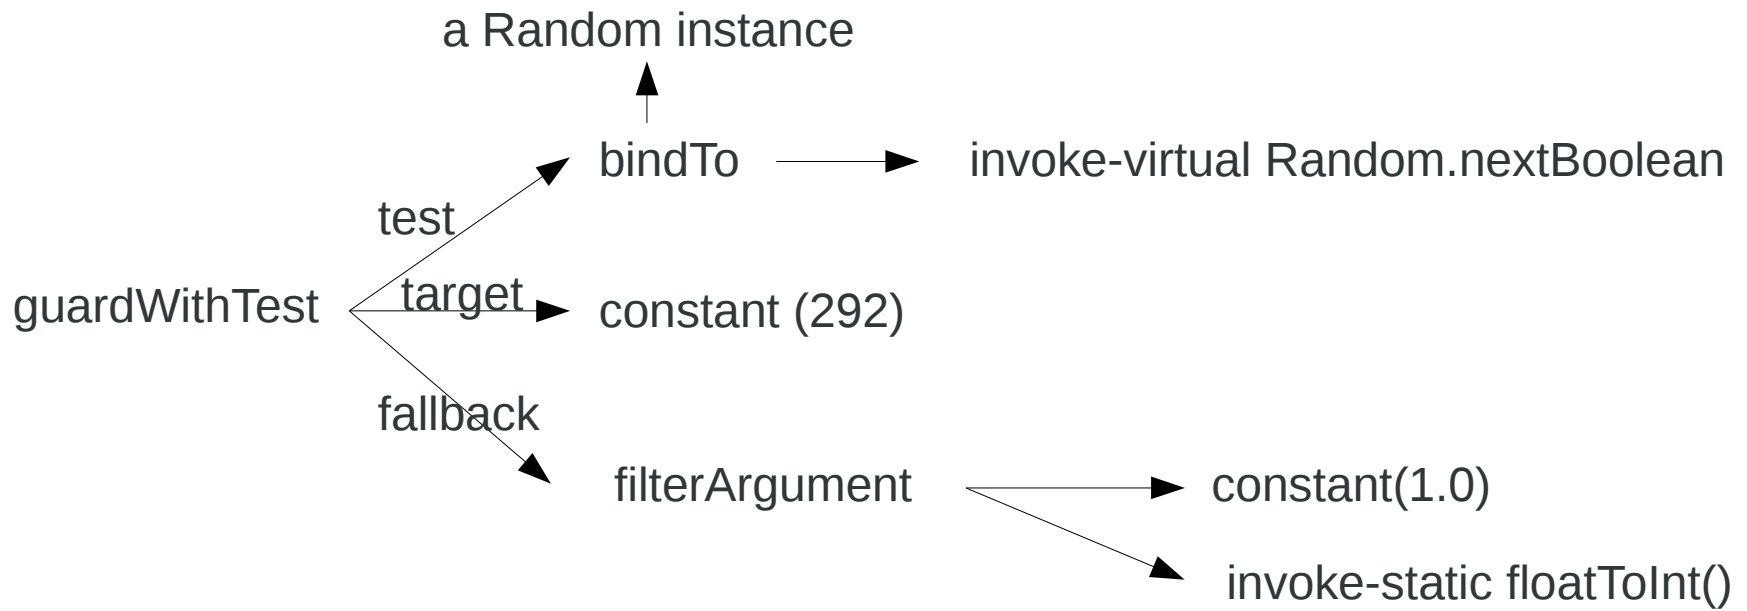 a Random instance
bindTo
invoke-virtual Random.nextBoolean
test
target
guardWithTest
constant (292)
fallback
filterArgument
constant(1.0)
invoke-static floatToInt()